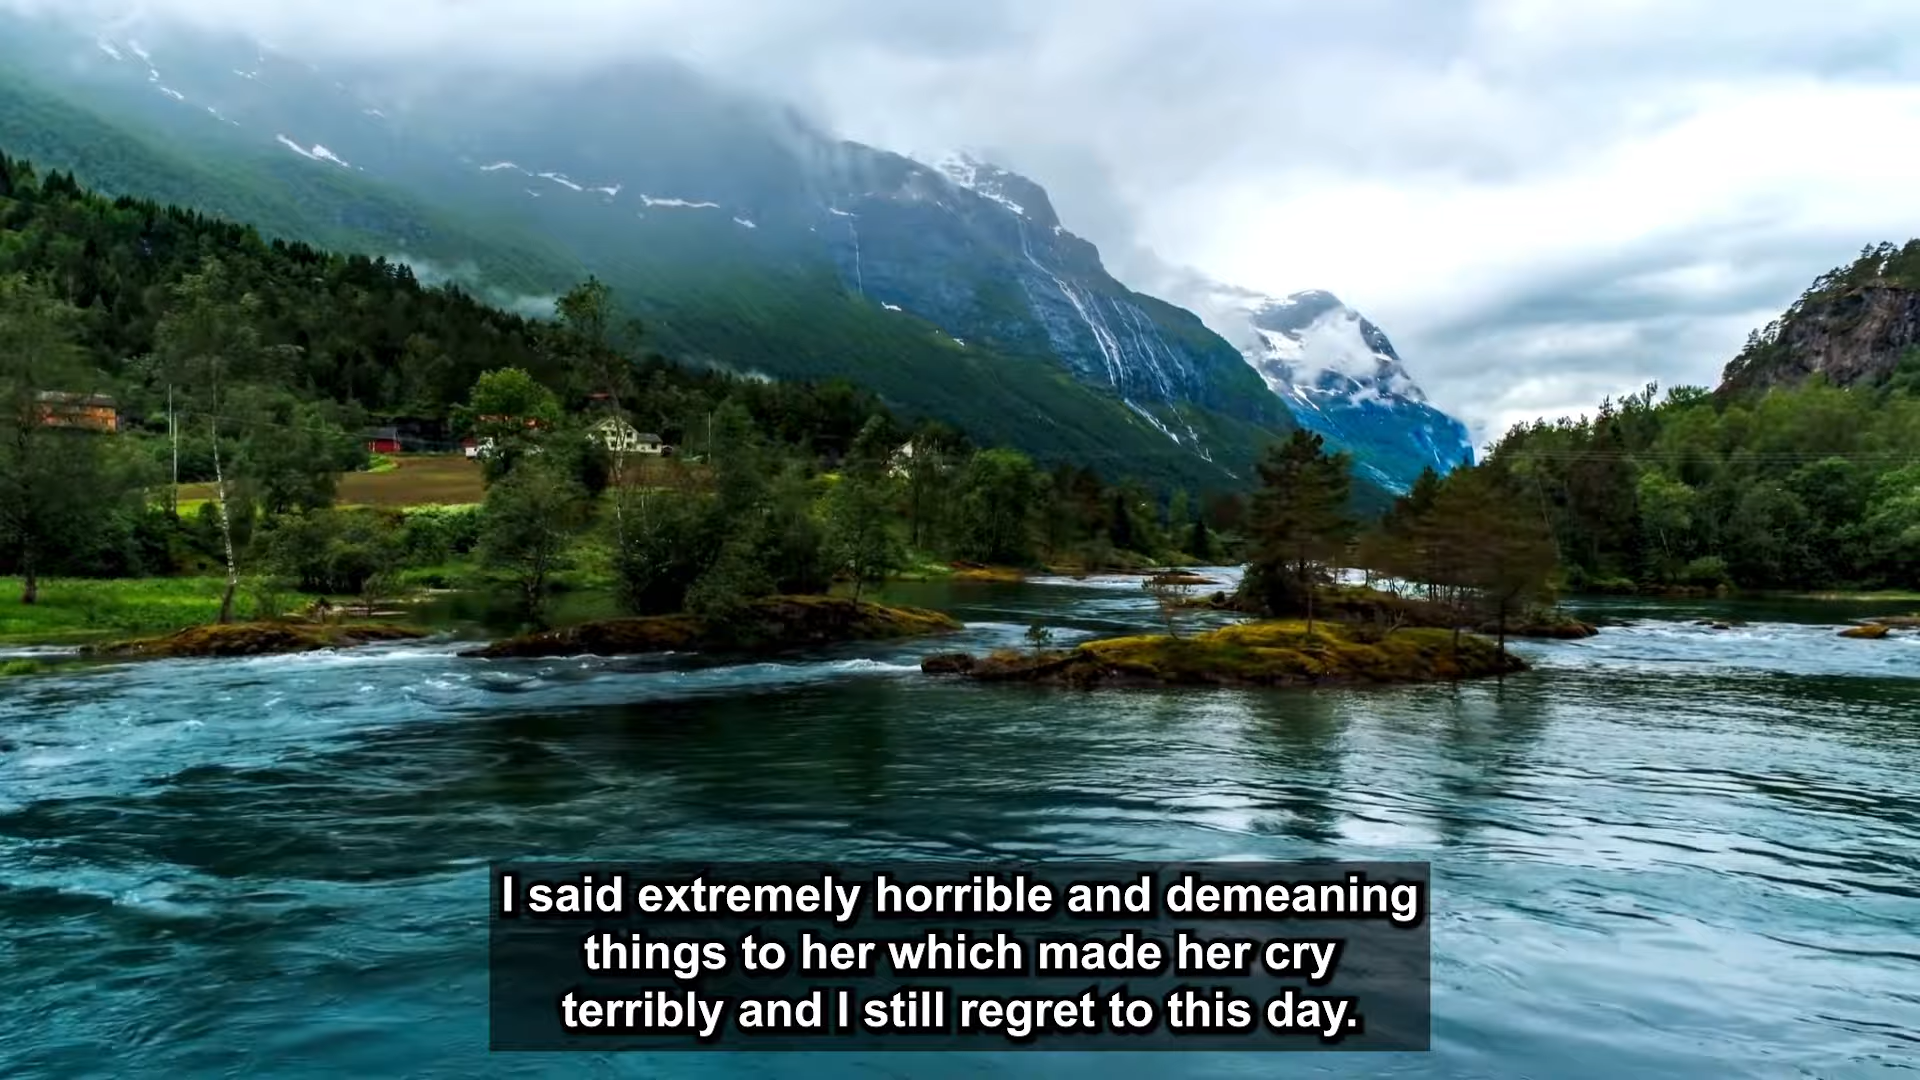 I said extremely horrible and demeaning
things to her which made her cry
terribly and I still regret to this day.